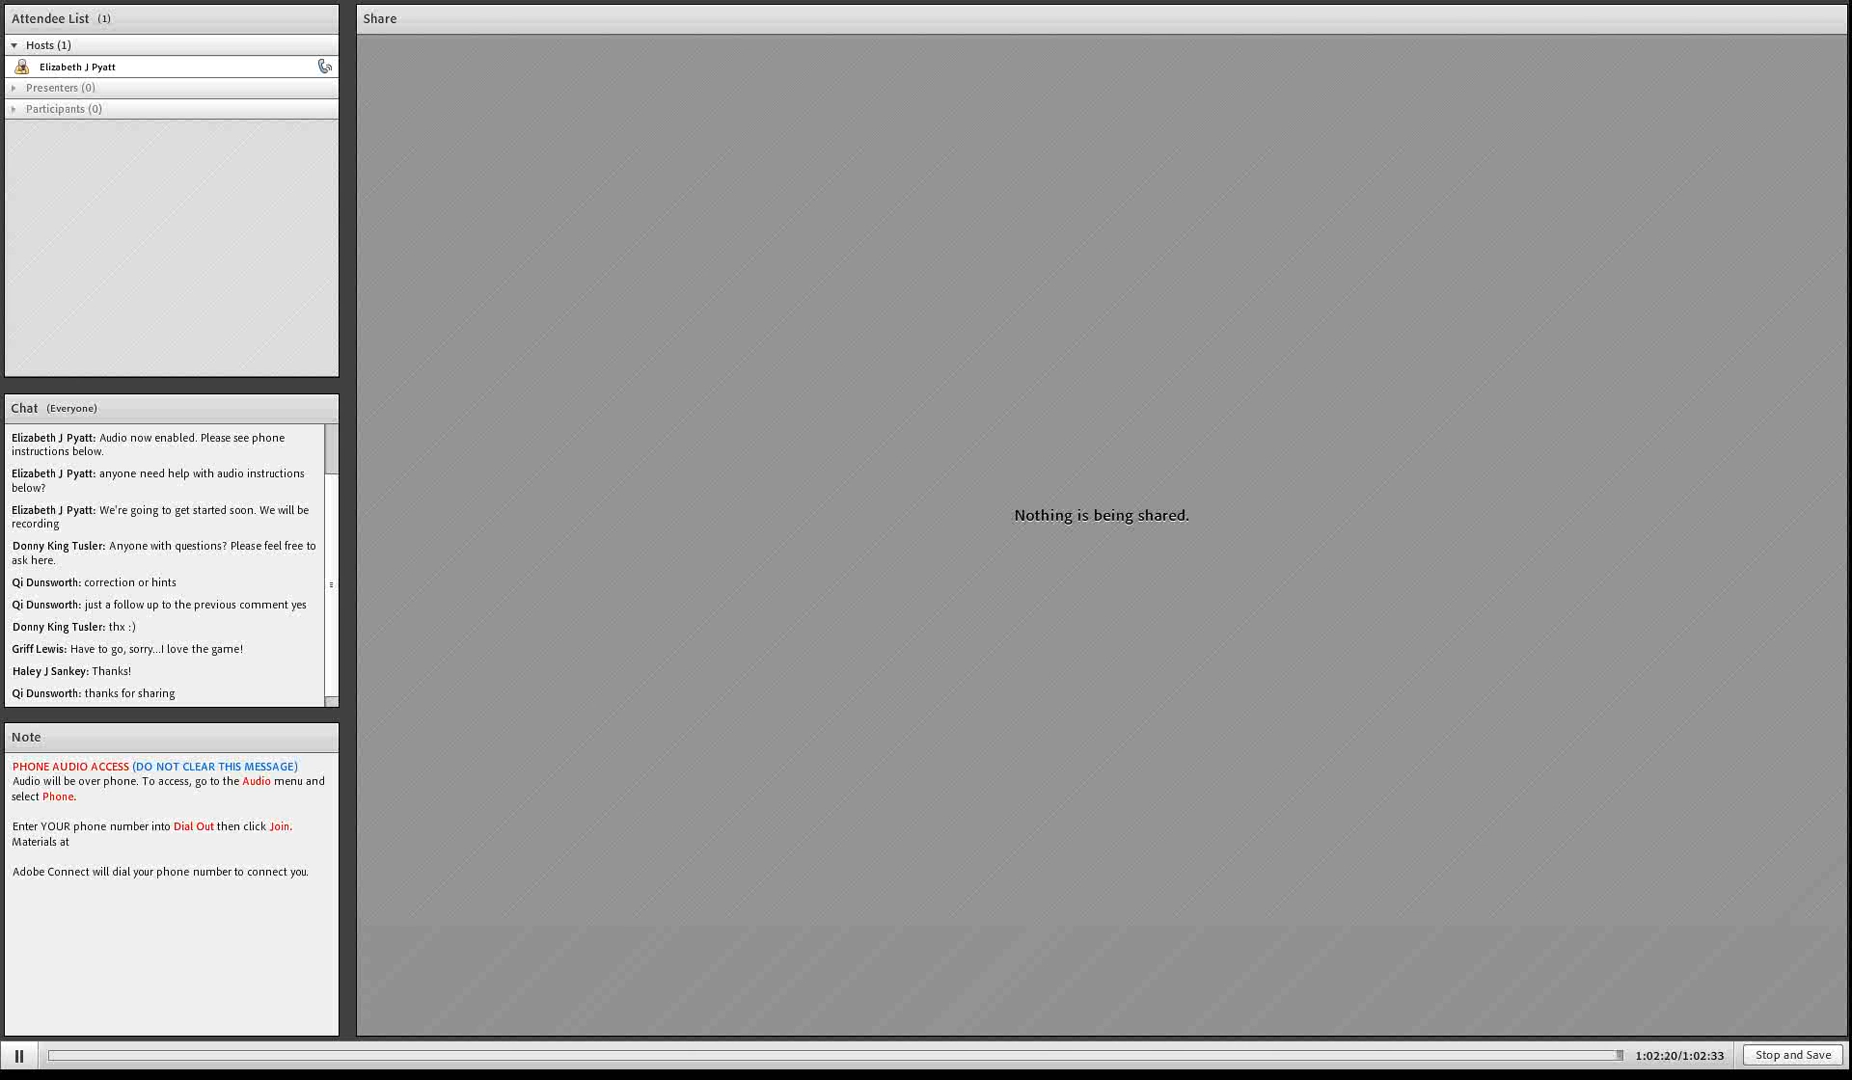 Attendee List (1)
Share
Hosts (1)
Elizabeth J Pyatt
Presenters (0)
Participants (0)
Nothing is being shared.
Chat (Everyone)
Elizabeth J Pyatt: Audio now enabled. Please see phone
instructions below.
Elizabeth J Pyatt: anyone need help with audio instructions
below?
Elizabeth J Pyatt: We're going to get started soon. We will be
recording
Donny King Tusler: Anyone with questions? Please feel free to
ask here.
Qi Dunsworth: correction or hints
Qi Dunsworth: just a follow up to the previous comment yes
Donny King Tusler: thx :)
Griff Lewis: Have to go, sorry...I love the game!
Haley J Sankey: Thanks!
Qi Dunsworth: thanks for sharing
Note
PHONE AUDIO ACCESS (DO NOT CLEAR THIS MESSAGE)
Audio will be over phone. To access, go to the Audio menu and
select Phone.
Enter YOUR phone number into Dial Out then click Join.
Materials at
Adobe Connect will dial your phone number to connect you.
1:02:20/1:02:33
Stop and Save